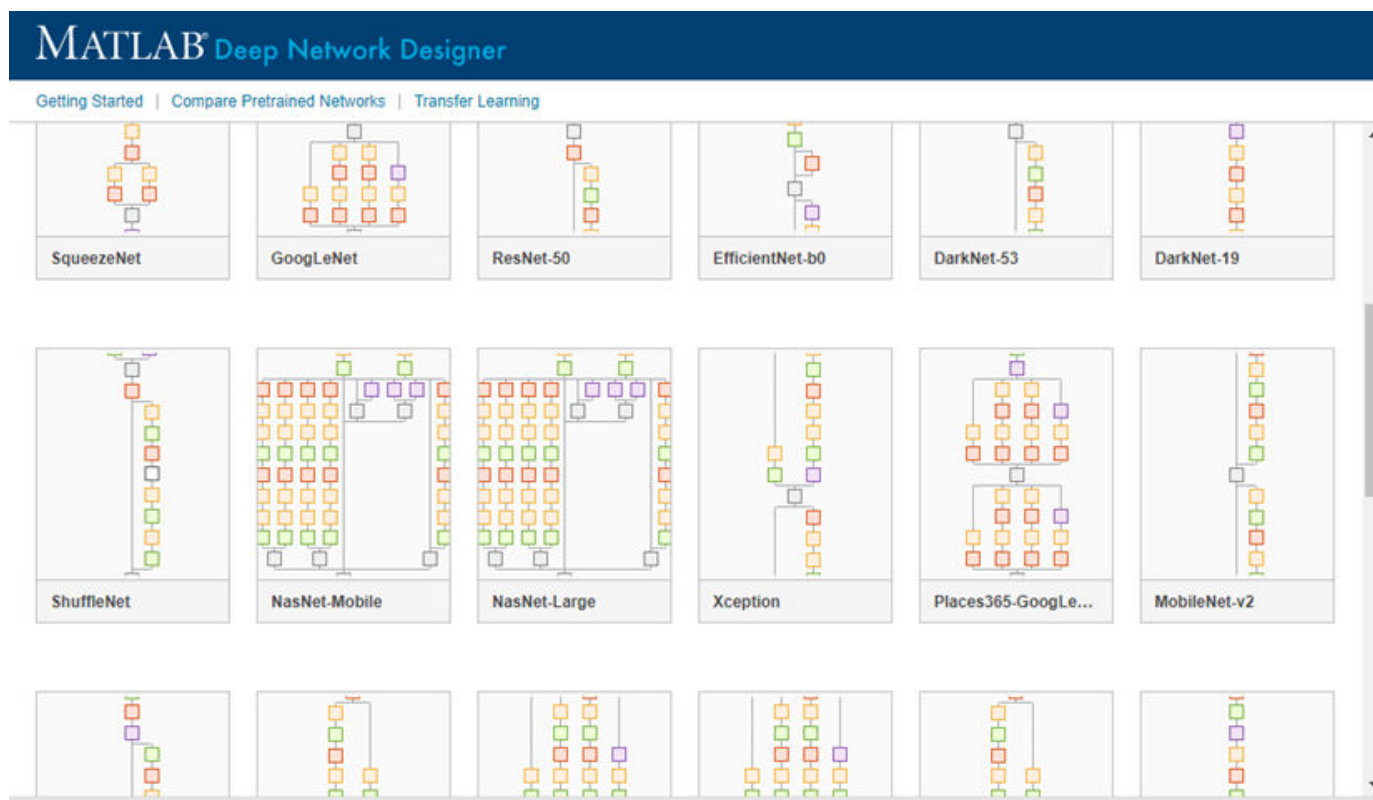 MATLAB® Deep Network Designer
Getting Started | Compare Pretrained Networks | Transfer Learning
SqueezeNet
GoogLeNet
ResNet-50
EfficientNet-b0
DarkNet-53
DarkNet-19
ShuffleNet
NasNet-Mobile
NasNet-Large
Xception
Places365-GoogLe...
MobileNet-v2